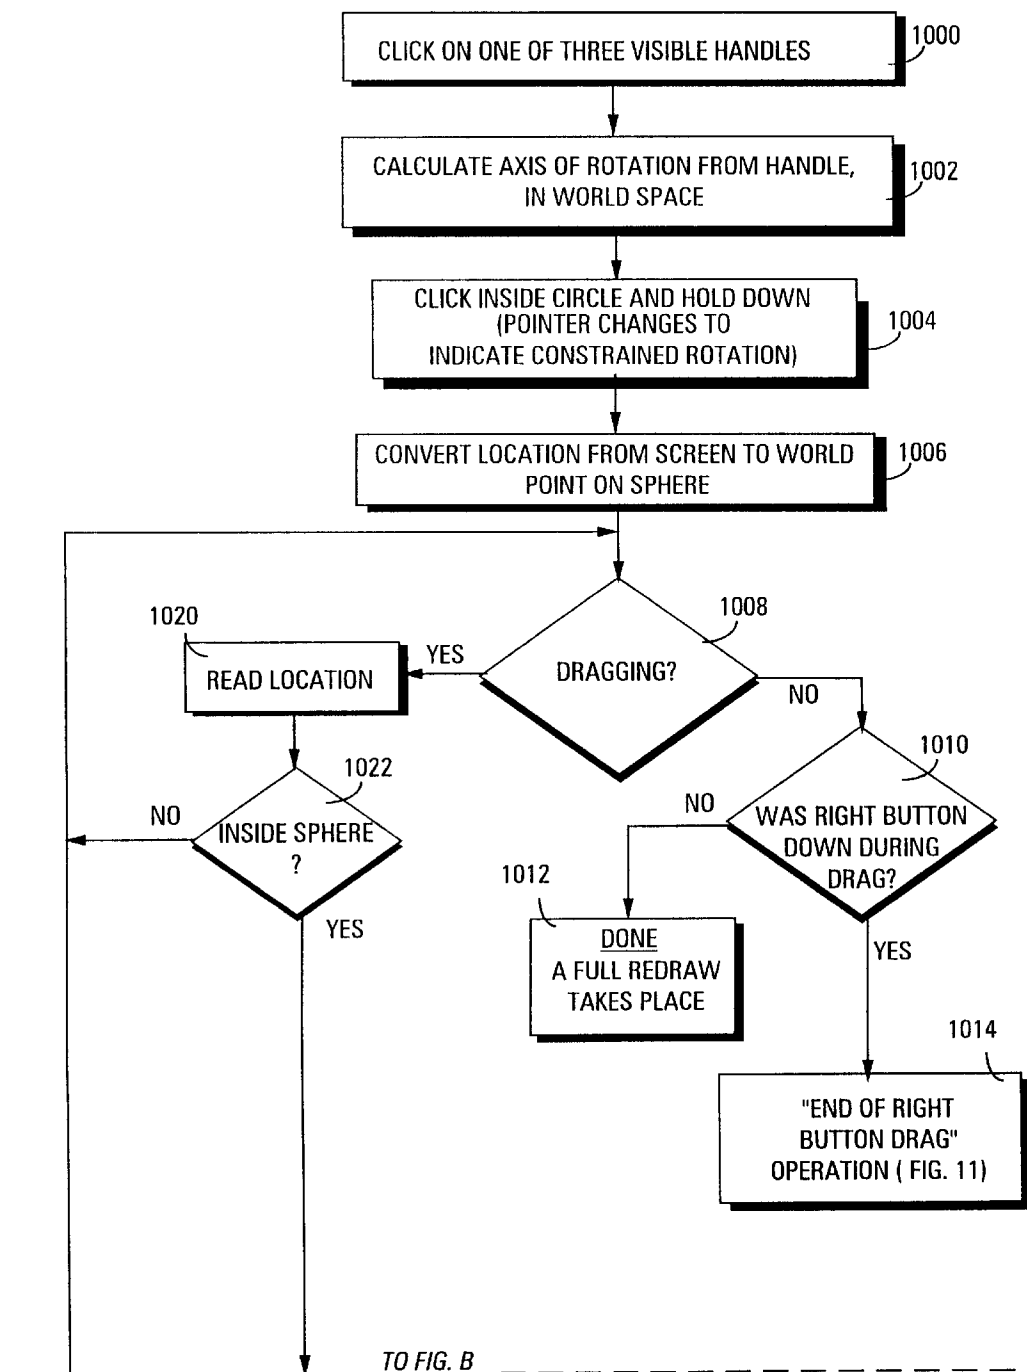 CLICK ON ONE OF THREE VISIBLE HANDLES
1000
CALCULATE AXIS OF ROTATION FROM HANDLE,
IN WORLD SPACE
1002
CLICK INSIDE CIRCLE AND HOLD DOWN
(POINTER CHANGES TO
INDICATE CONSTRAINED ROTATION)
1004
CONVERT LOCATION FROM SCREEN TO WORLD
POINT ON SPHERE
1006
1008
DRAGGING?
YES
NO
1020
READ LOCATION
1022
INSIDE SPHERE
?
NO
YES
1010
WAS RIGHT BUTTON
DOWN DURING
DRAG?
NO
YES
1012
DONE
A FULL REDRAW
TAKES PLACE
1014
"END OF RIGHT
BUTTON DRAG"
OPERATION ( FIG. 11)
TO FIG. B